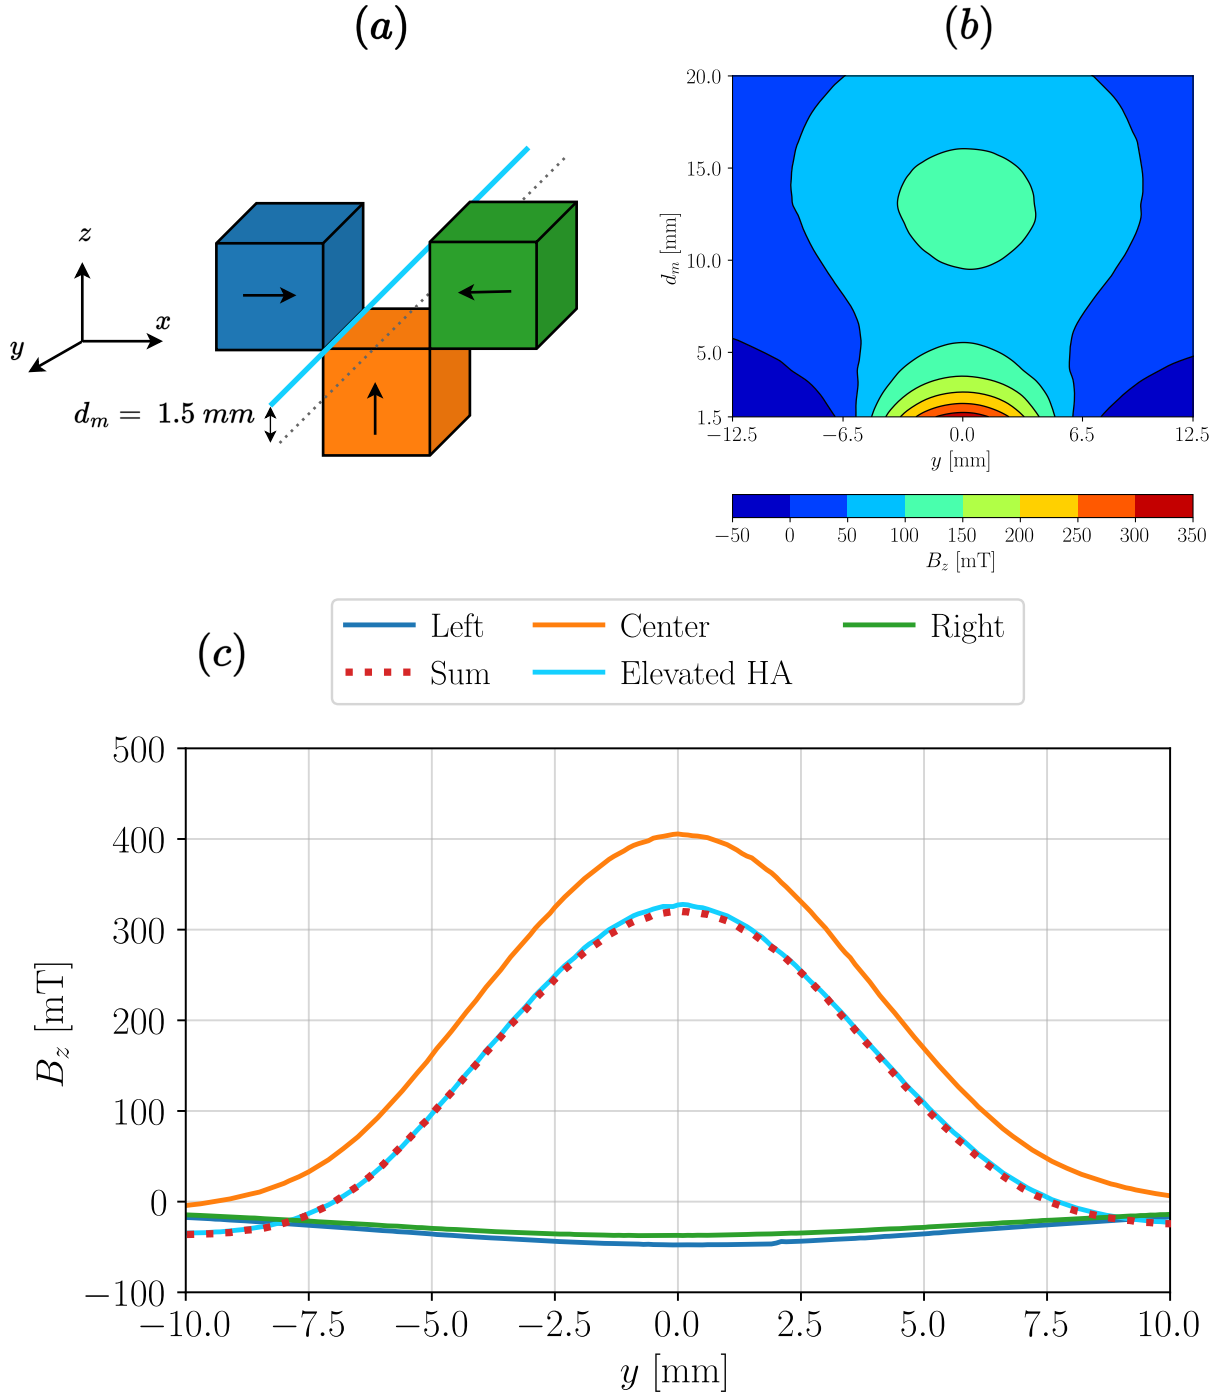 (a)
z
x
y
d_m = 1.5 mm
(b)
20.0
15.0
10.0
5.0
1.5
d_m [mm]
−12.5 −6.5 0.0 6.5 12.5
y [mm]
−50 0 50 100 150 200 250 300 350
B_z [mT]
(c)
Left Center Right
Sum Elevated HA
500
400
300
200
100
0
−100
B_z [mT]
−10.0 −7.5 −5.0 −2.5 0.0 2.5 5.0 7.5 10.0
y [mm]